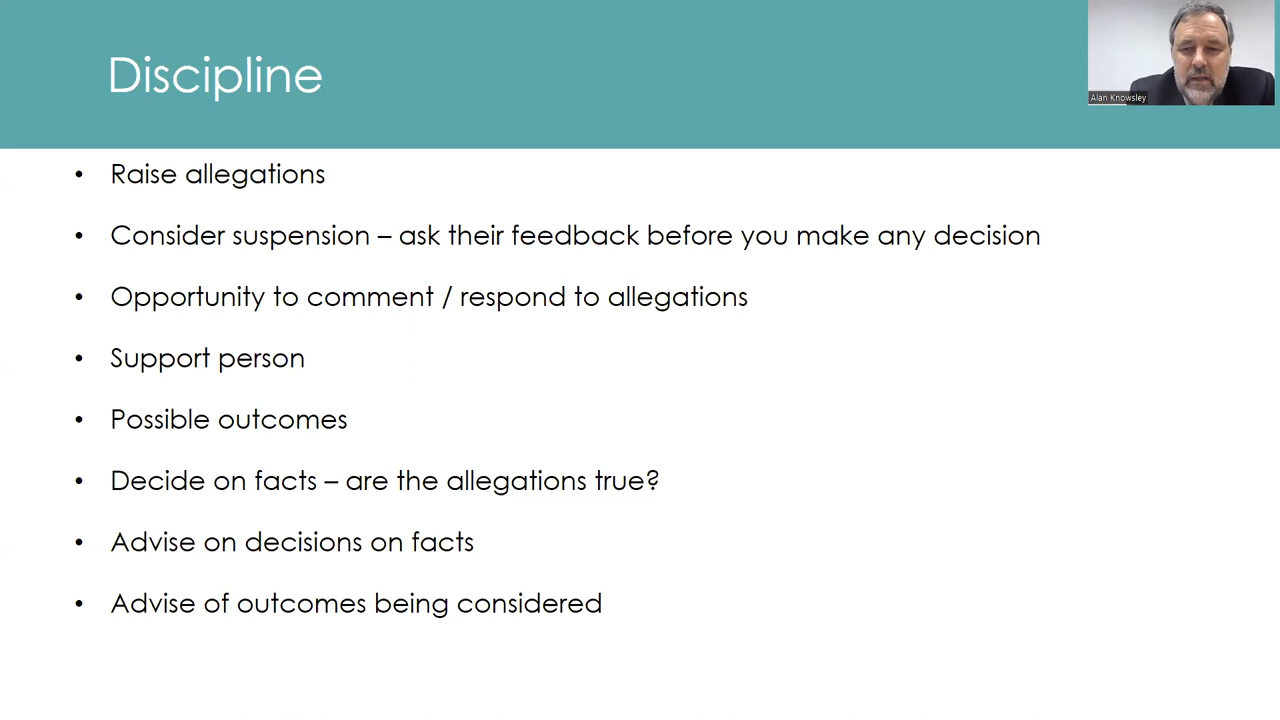 Discipline
Alan Knowsley
• Raise allegations
• Consider suspension – ask their feedback before you make any decision
• Opportunity to comment / respond to allegations
• Support person
• Possible outcomes
• Decide on facts – are the allegations true?
• Advise on decisions on facts
• Advise of outcomes being considered